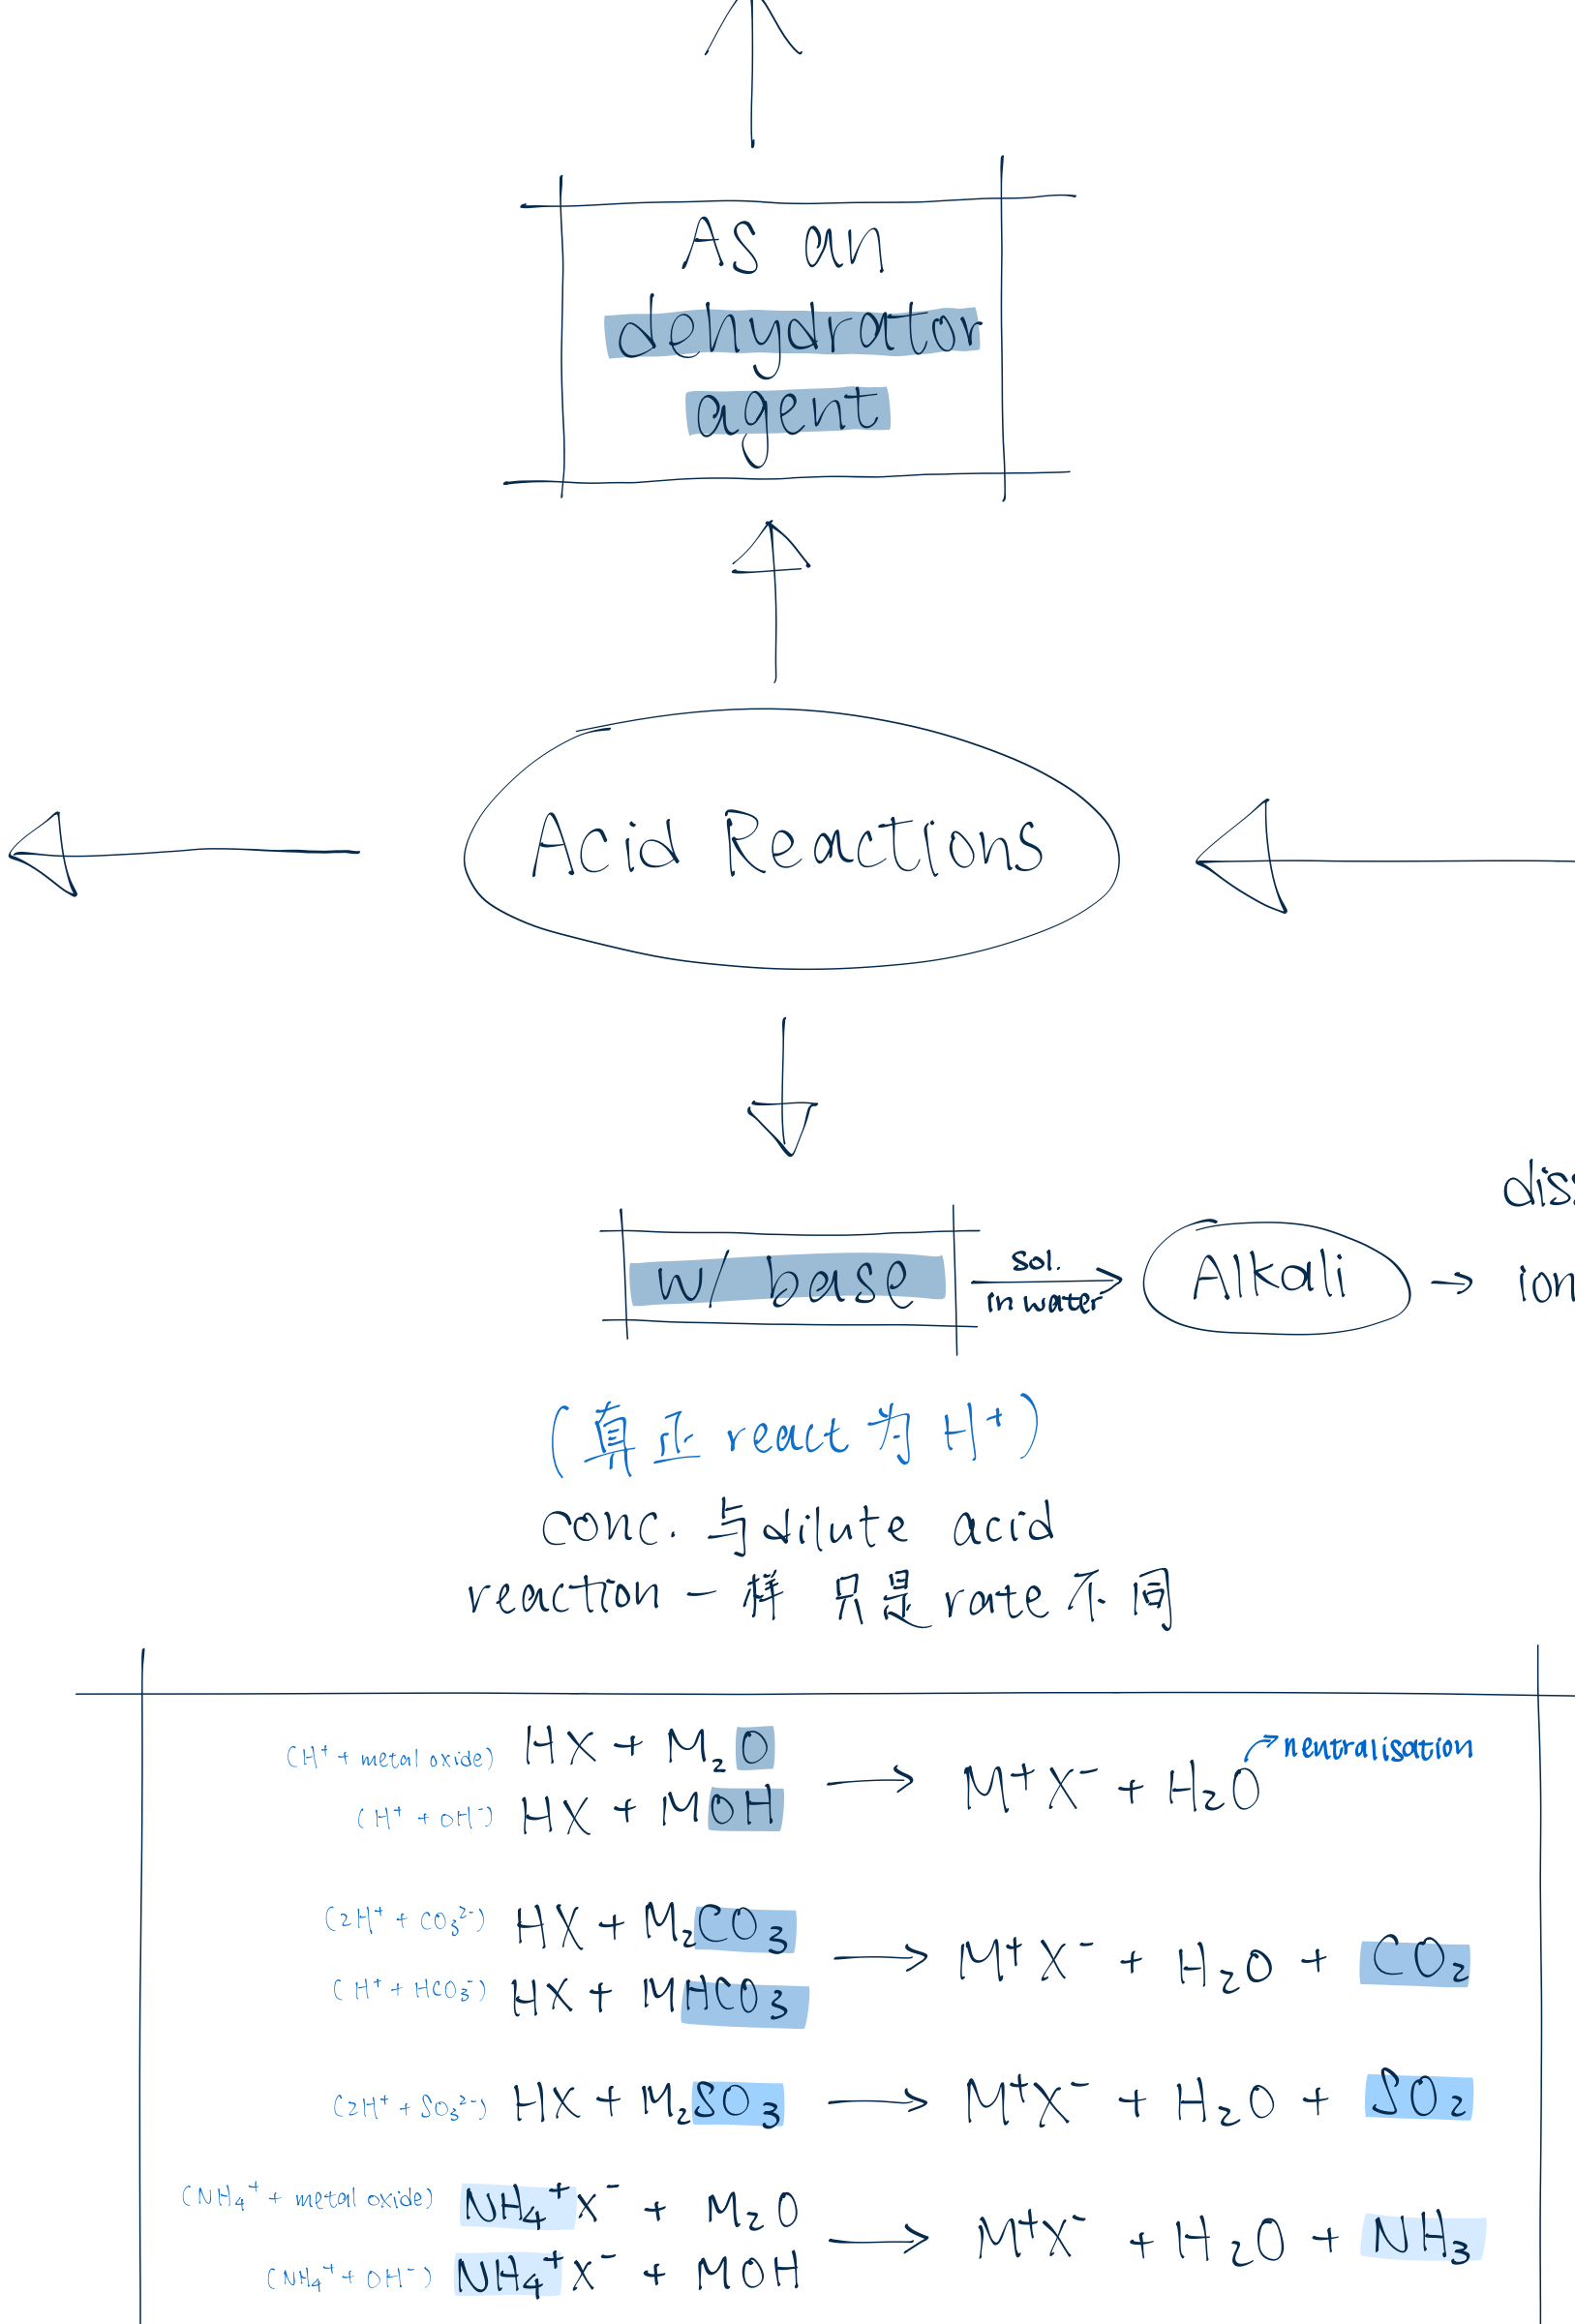 As an
dehydrator
agent
Acid Reactions
w/ base
sol.
in water
Alkali
diss
ion
(真正 react 为 H⁺)
conc. 与 dilute acid
reaction 一样 只是 rate 不同
(H⁺ + metal oxide) HX + M₂O
(H⁺ + OH⁻) HX + MOH
→ M⁺X⁻ + H₂O
neutralisation
(2H⁺ + CO₃²⁻) HX + M₂CO₃
(H⁺ + HCO₃⁻) HX + MHCO₃
→ M⁺X⁻ + H₂O + CO₂
(2H⁺ + SO₃²⁻) HX + M₂SO₃ → M⁺X⁻ + H₂O + SO₂
(NH₄⁺ + metal oxide) NH₄⁺X⁻ + M₂O
(NH₄⁺ + OH⁻) NH₄⁺X⁻ + MOH
→ M⁺X⁻ + H₂O + NH₃